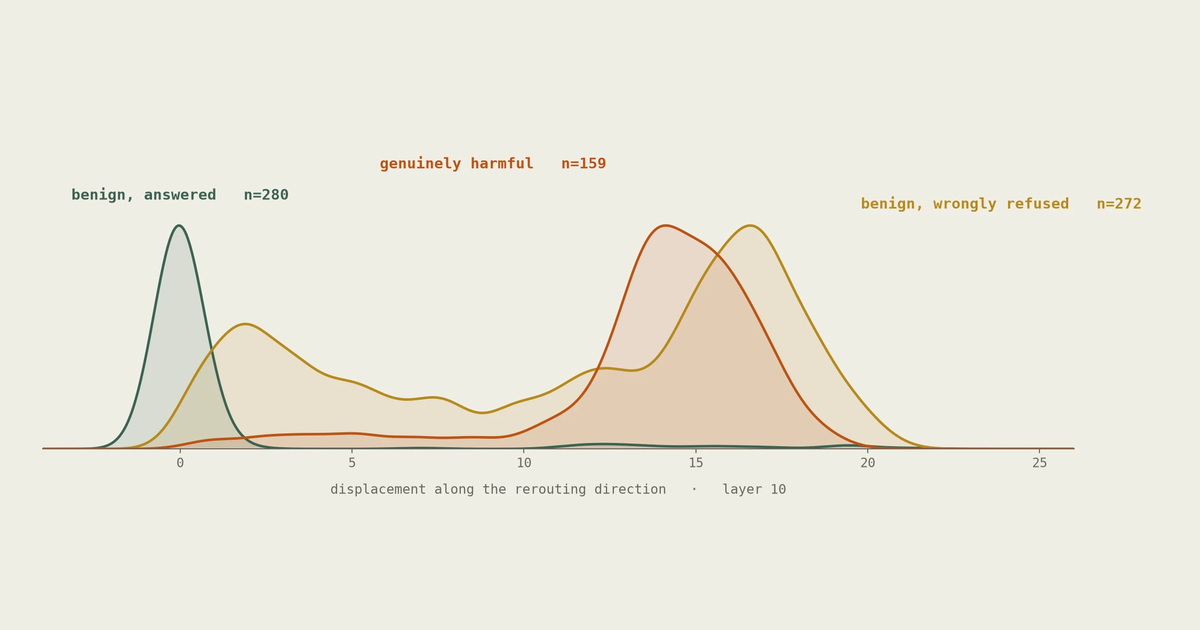 genuinely harmful   n=159
benign, answered   n=280
benign, wrongly refused   n=272
0 5 10 15 20 25
displacement along the rerouting direction   ·   layer 10